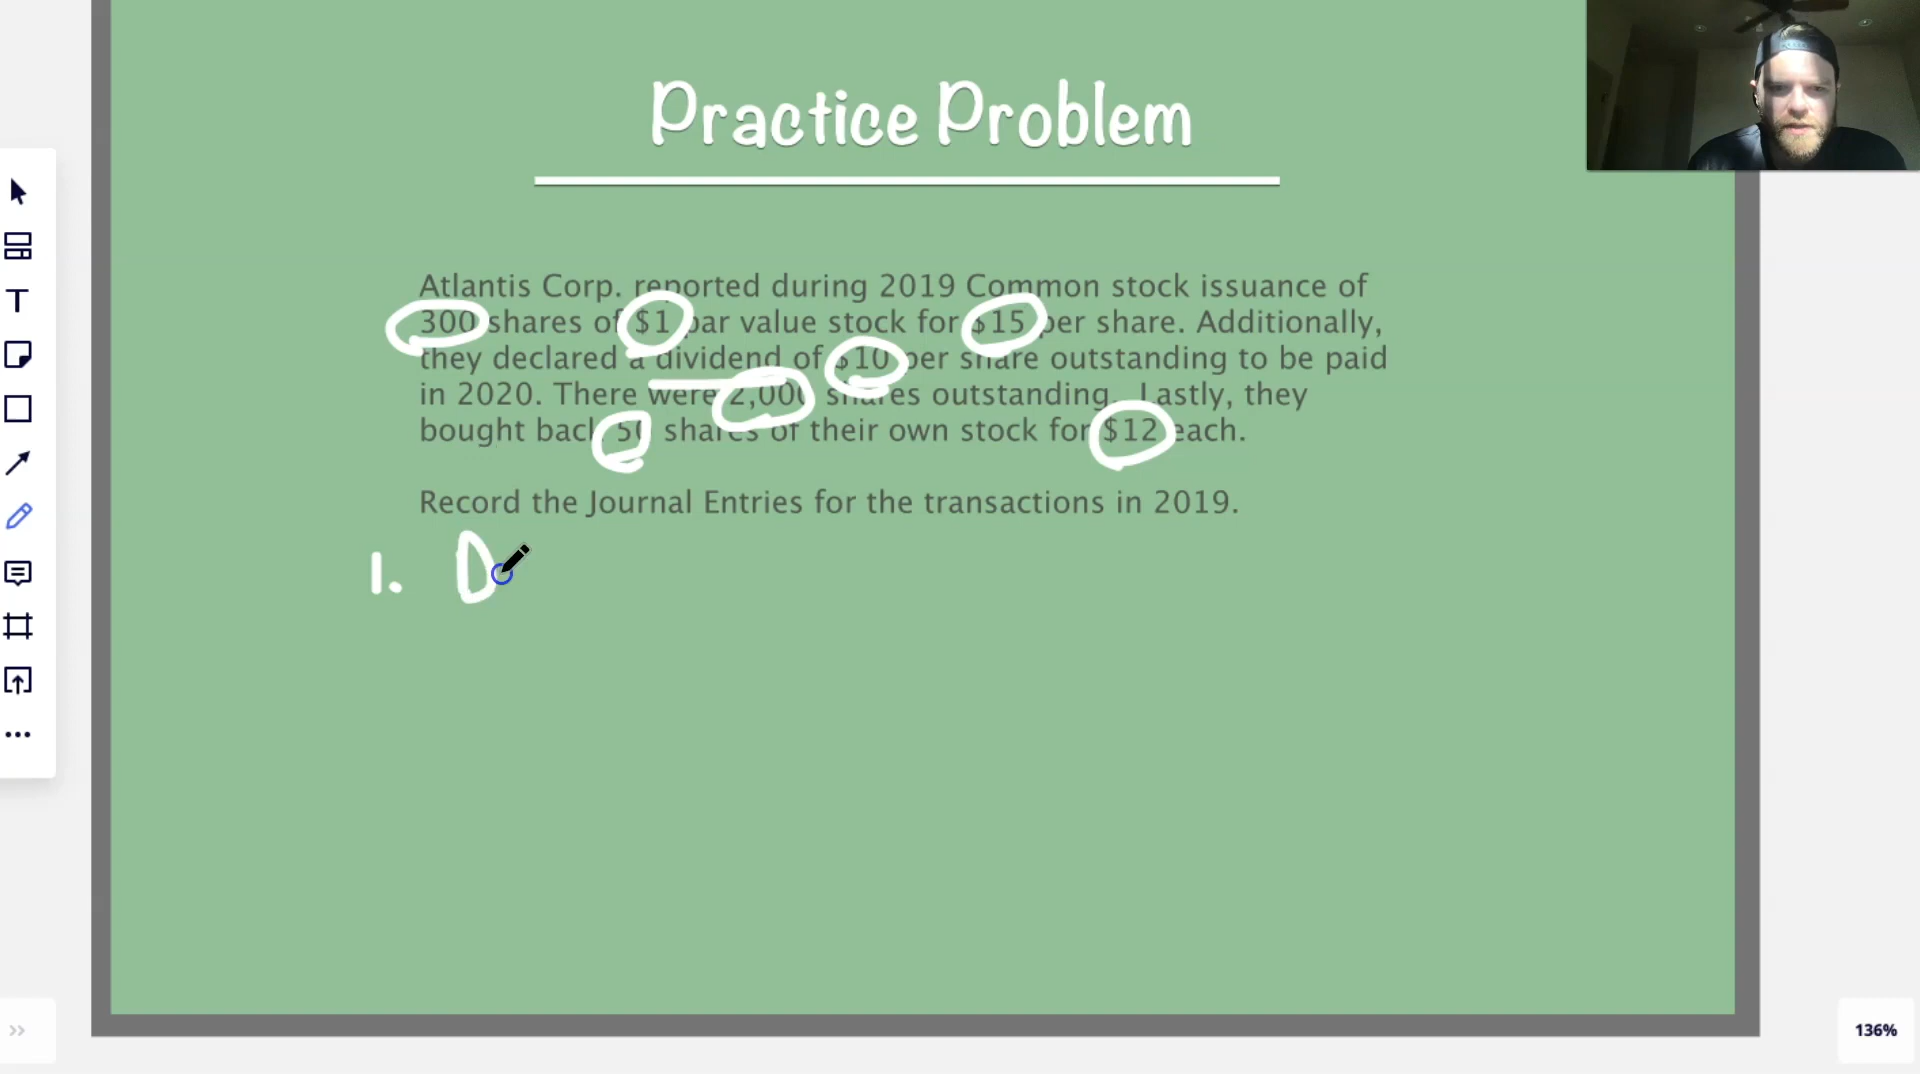 Practice Problem
Atlantis Corp. reported during 2019 Common stock issuance of
300 shares of $1 par value stock for $15 per share. Additionally,
they declared a dividend of $10 per share outstanding to be paid
in 2020. There were 2,000 shares outstanding. Lastly, they
bought back 50 shares of their own stock for $12 each.
Record the Journal Entries for the transactions in 2019.
1. D
T
136%